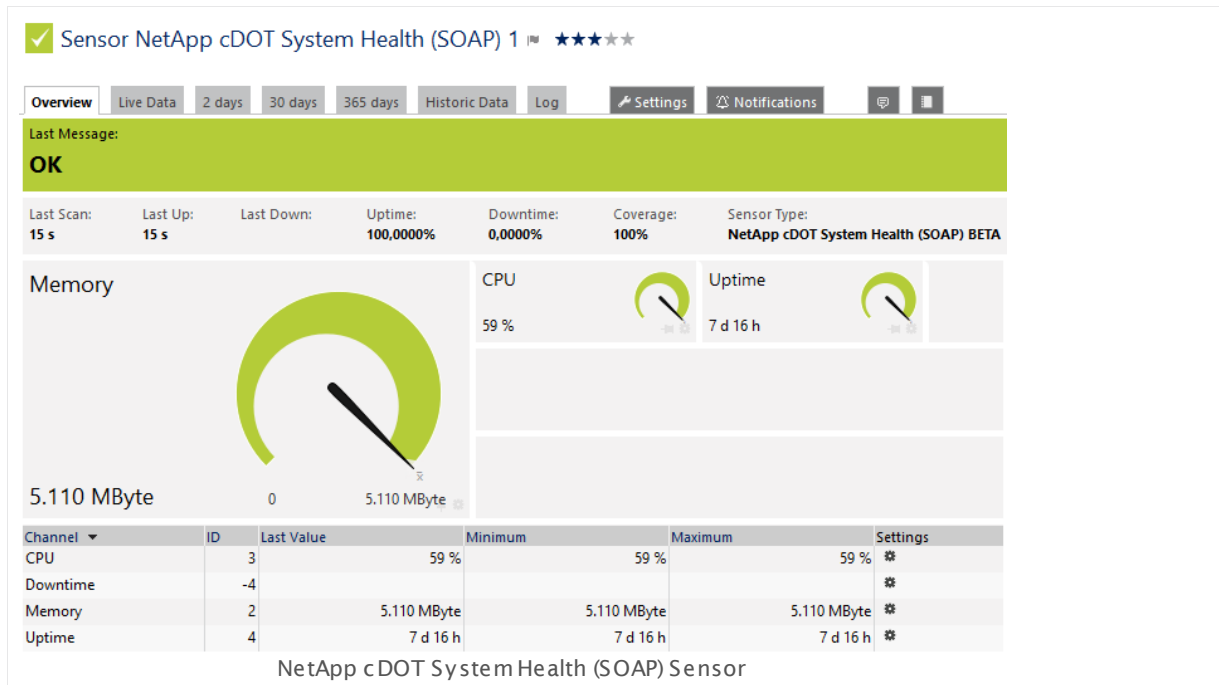 Sensor NetApp cDOT System Health (SOAP) 1
Overview Live Data 2 days 30 days 365 days Historic Data Log Settings Notifications
Last Message:
OK
Last Scan: Last Up: Last Down: Uptime: Downtime: Coverage: Sensor Type:
15 s 15 s 100,0000% 0,0000% 100% NetApp cDOT System Health (SOAP) BETA
Memory CPU Uptime
59 % 7 d 16 h
5.110 MByte 0 5.110 MByte
Channel ID Last Value Minimum Maximum Settings
CPU 3 59 % 59 % 59 %
Downtime -4
Memory 2 5.110 MByte 5.110 MByte 5.110 MByte
Uptime 4 7 d 16 h 7 d 16 h 7 d 16 h
NetApp cDOT System Health (SOAP) Sensor